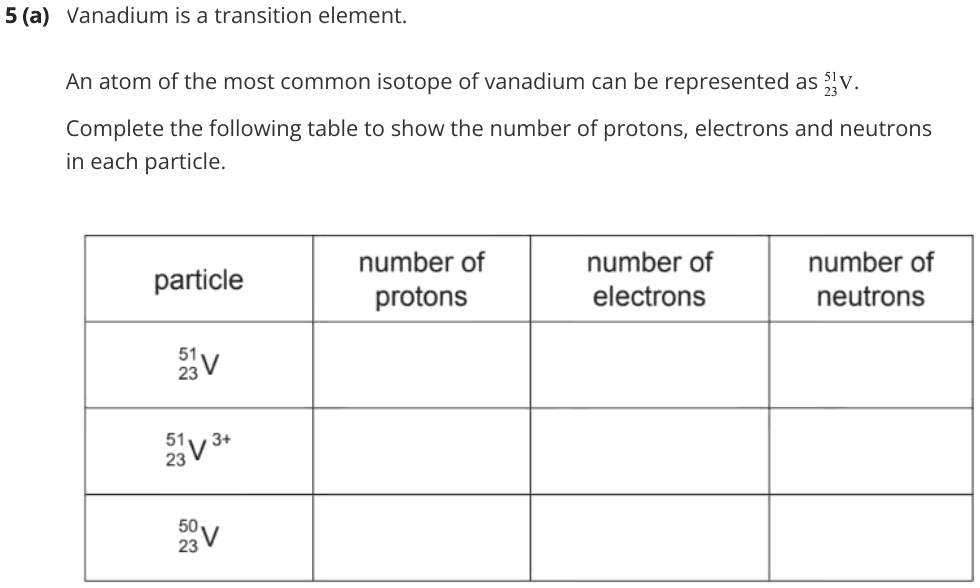 5 (a) Vanadium is a transition element.
An atom of the most common isotope of vanadium can be represented as ⁵¹₂₃V.
Complete the following table to show the number of protons, electrons and neutrons
in each particle.
particle number of protons number of electrons number of neutrons
⁵¹₂₃V
⁵¹₂₃V³⁺
⁵⁰₂₃V